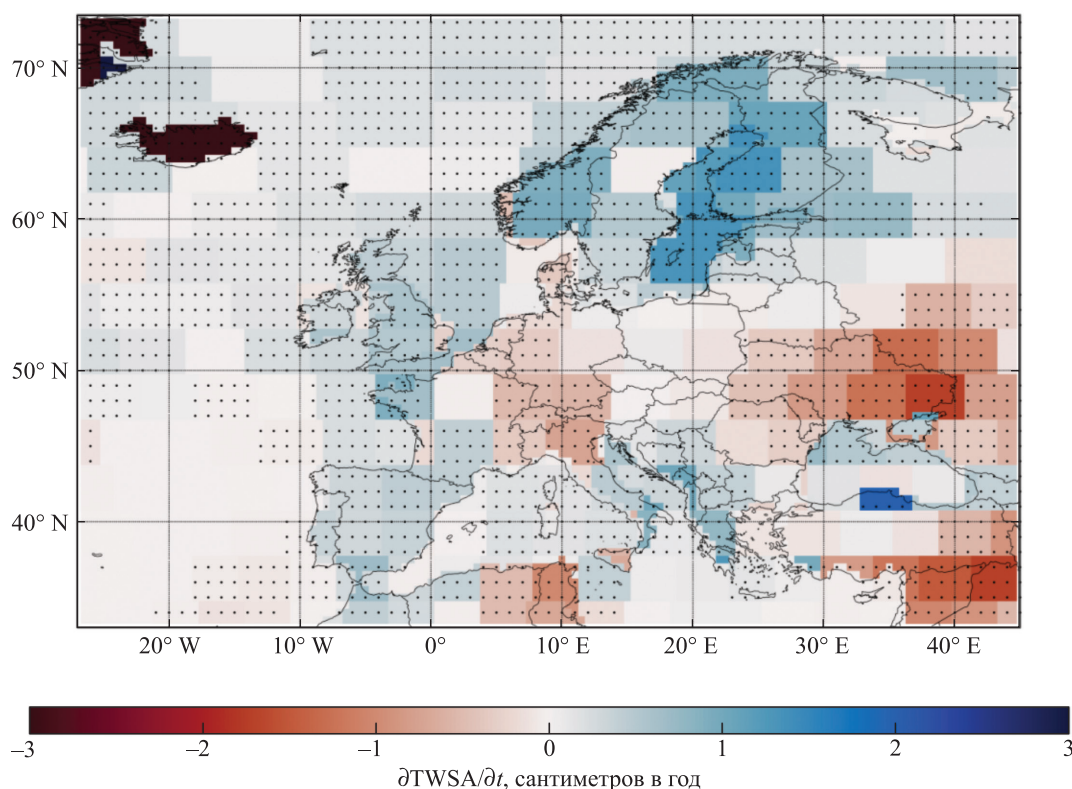 70° N
60° N
50° N
40° N
20° W 10° W 0° 10° E 20° E 30° E 40° E
–3 –2 –1 0 1 2 3
∂TWSA/∂t, сантиметров в год